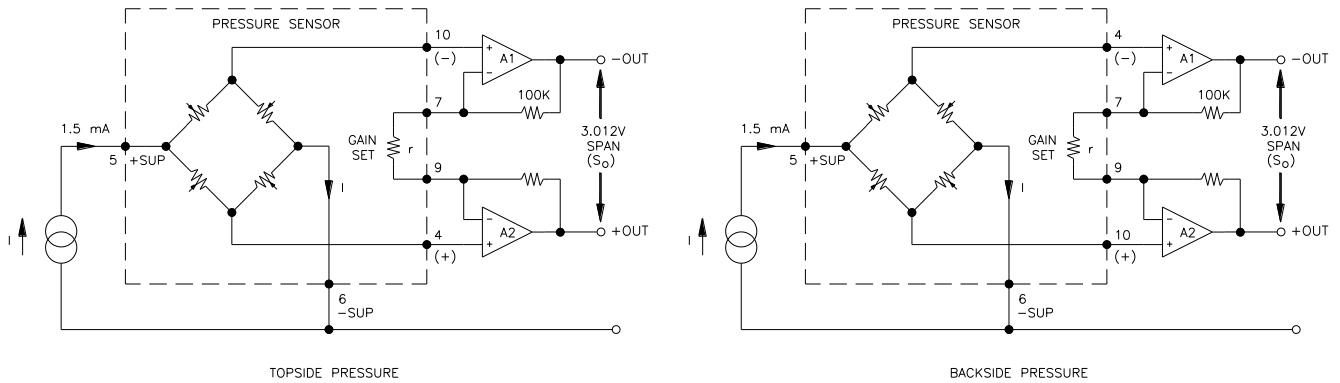 PRESSURE SENSOR
10
(-)
+
A1
-
-OUT
7
100K
1.5 mA
5
+SUP
GAIN
SET
r
3.012V
SPAN
(So)
9
I
I
-
A2
+
+OUT
4
(+)
6
-SUP
TOPSIDE PRESSURE
PRESSURE SENSOR
4
(-)
+
A1
-
-OUT
7
100K
1.5 mA
5
+SUP
GAIN
SET
r
3.012V
SPAN
(So)
9
I
I
-
A2
+
+OUT
10
(+)
6
-SUP
BACKSIDE PRESSURE